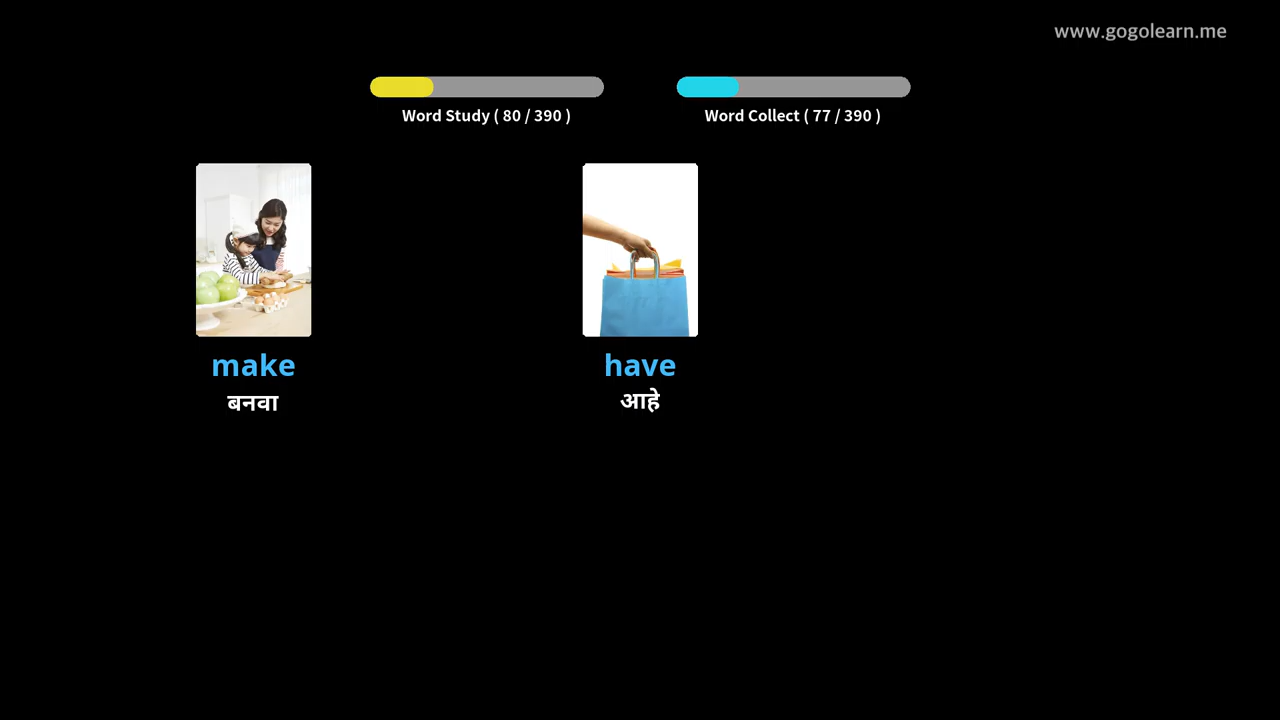 www.gogolearn.me
Word Study ( 80 / 390 )
Word Collect ( 77 / 390 )
make
बनवा
have
आहे